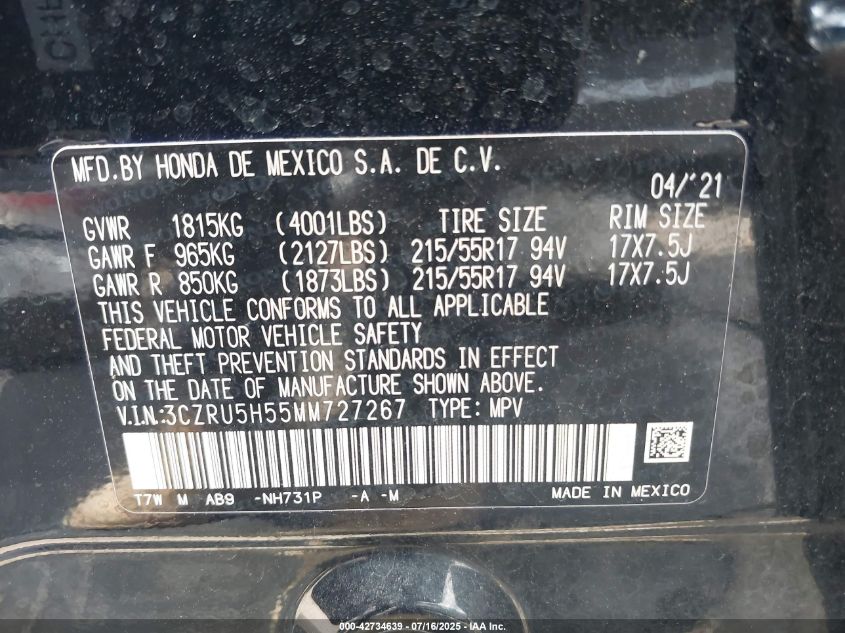 MFD.BY HONDA DE MEXICO S.A. DE C.V.
04/'21
GVWR 1815KG (4001LBS) TIRE SIZE RIM SIZE
GAWR F 965KG (2127LBS) 215/55R17 94V 17X7.5J
GAWR R 850KG (1873LBS) 215/55R17 94V 17X7.5J
THIS VEHICLE CONFORMS TO ALL APPLICABLE
FEDERAL MOTOR VEHICLE SAFETY
AND THEFT PREVENTION STANDARDS IN EFFECT
ON THE DATE OF MANUFACTURE SHOWN ABOVE.
V.I.N.:3CZRU5H55MM727267 TYPE: MPV
T7W M AB9 -NH731P -A -M MADE IN MEXICO
000-42734639 - 07/16/2025 - IAA Inc.